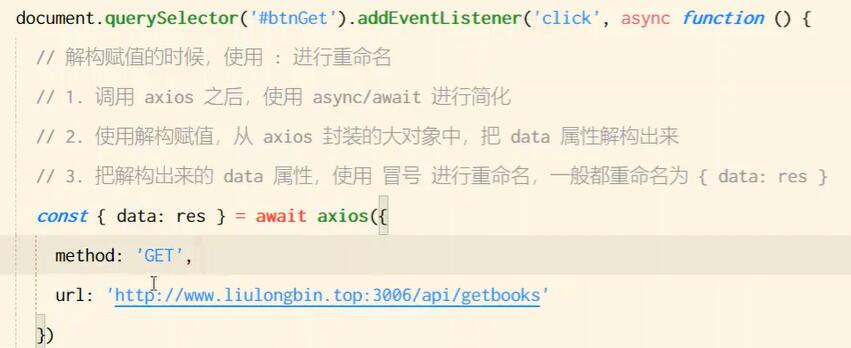 document.querySelector('#btnGet').addEventListener('click', async function () {
// 解构赋值的时候，使用 : 进行重命名
// 1. 调用 axios 之后，使用 async/await 进行简化
// 2. 使用解构赋值，从 axios 封装的大对象中，把 data 属性解构出来
// 3. 把解构出来的 data 属性，使用 冒号 进行重命名，一般都重命名为 { data: res }
const { data: res } = await axios({
method: 'GET',
url: 'http://www.liulongbin.top:3006/api/getbooks'
})